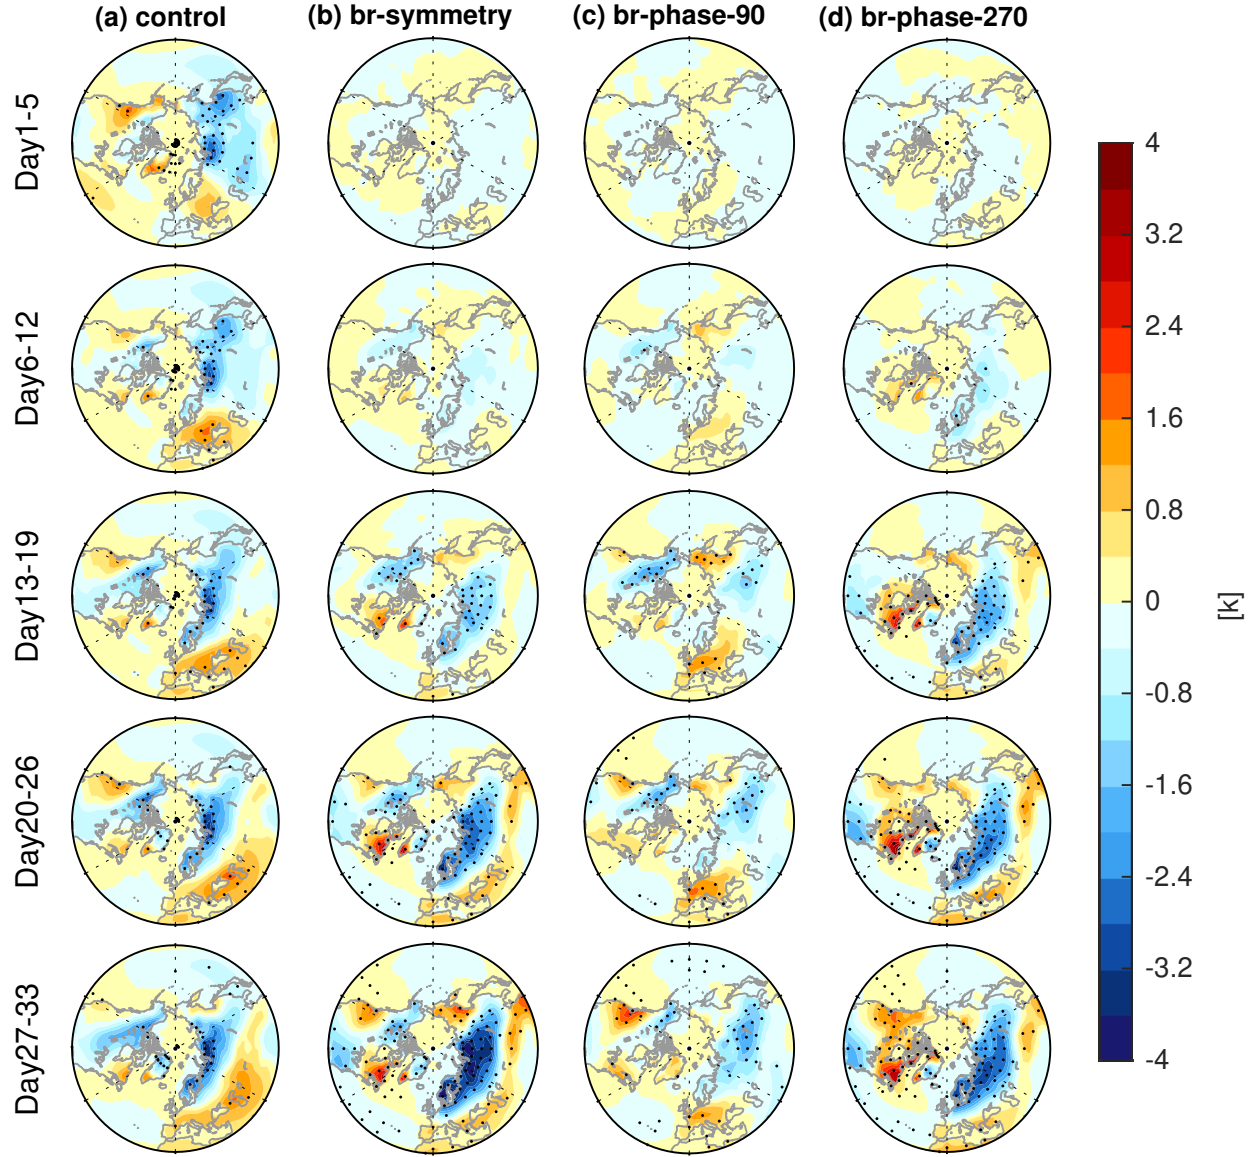 (a) control (b) br-symmetry (c) br-phase-90 (d) br-phase-270
Day1-5
Day6-12
Day13-19
Day20-26
Day27-33
4
3.2
2.4
1.6
0.8
0
-0.8
-1.6
-2.4
-3.2
-4
[k]